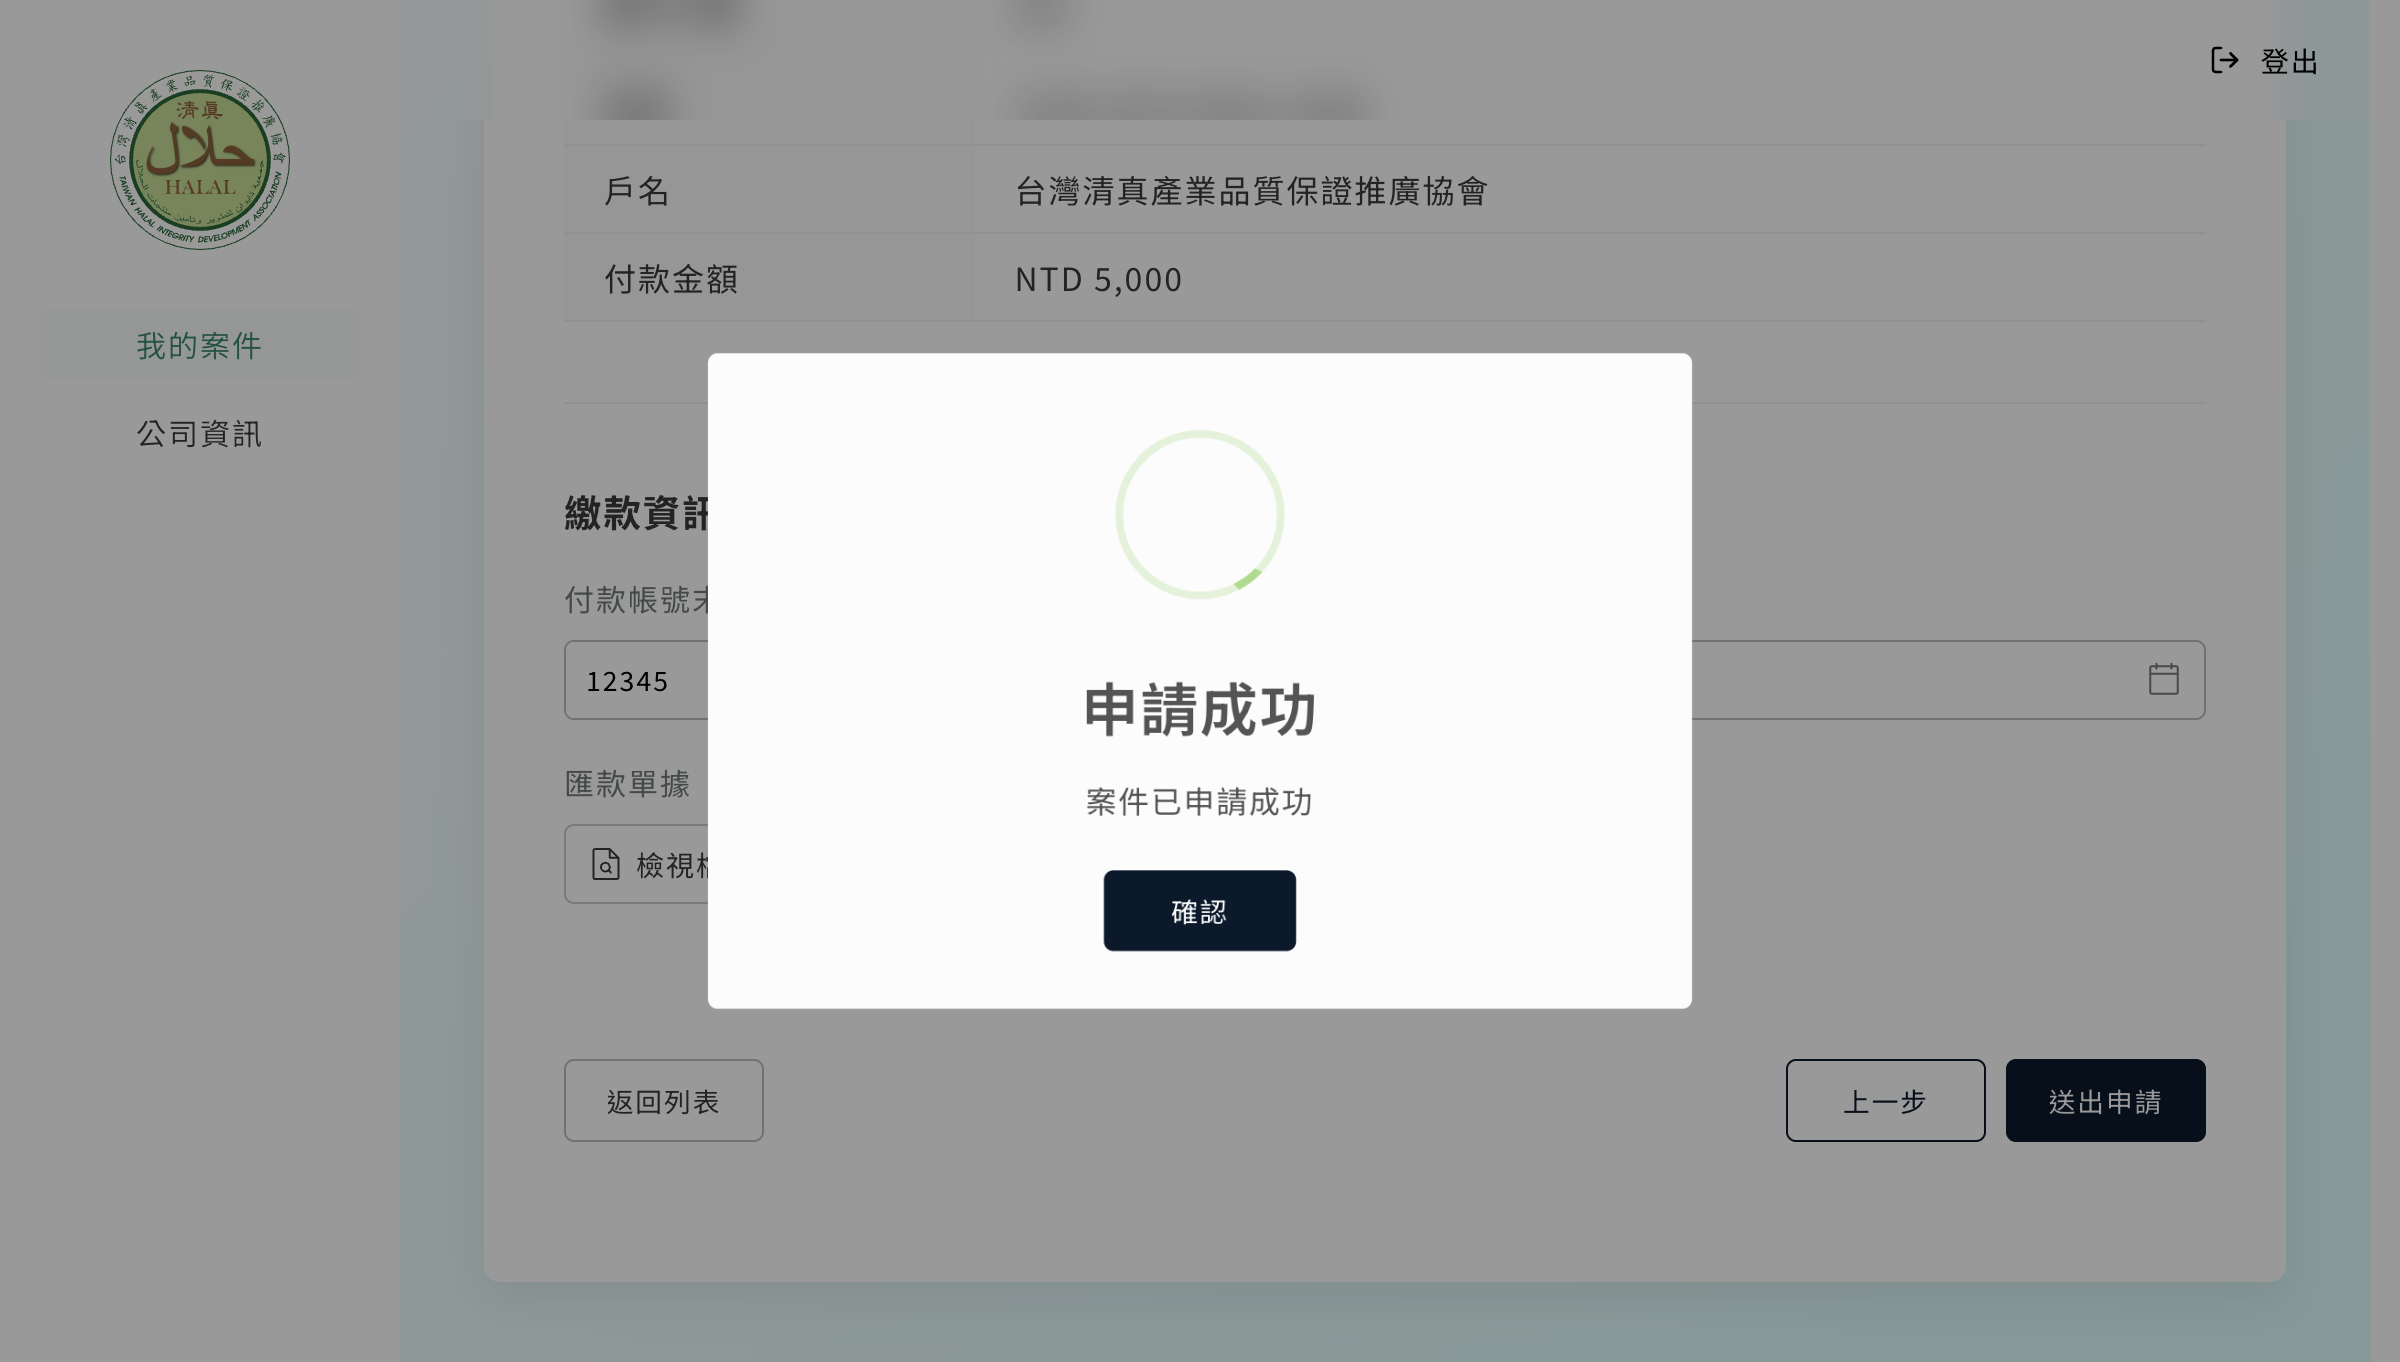 登出
台灣清真產業品質保證推廣協會
清真
حلال
HALAL
TAIWAN HALAL INTEGRITY DEVELOPMENT ASSOCIATION
我的案件
公司資訊
戶名 台灣清真產業品質保證推廣協會
付款金額 NTD 5,000
繳款資訊
付款帳號末
12345
匯款單據
檢視
申請成功
案件已申請成功
確認
返回列表 上一步 送出申請